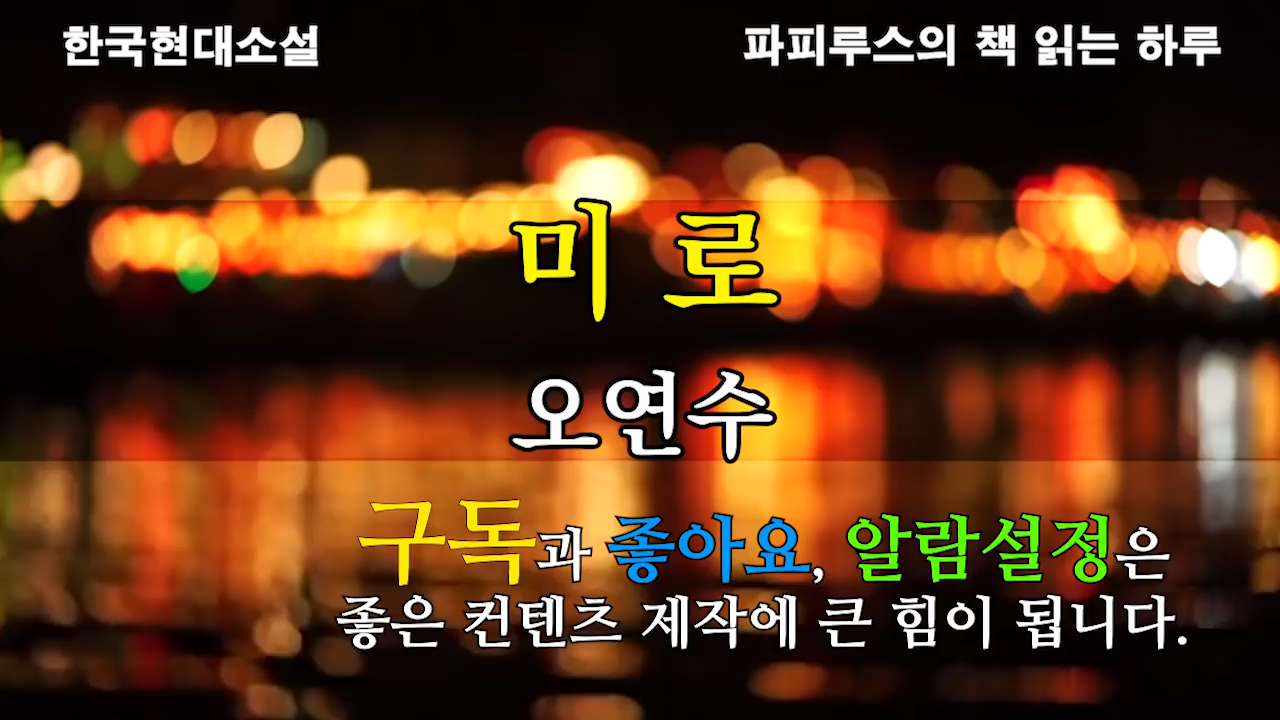 한국현대소설
파피루스의 책 읽는 하루
미 로
오연수
구독과 좋아요, 알람설정은
좋은 컨텐츠 제작에 큰 힘이 됩니다.